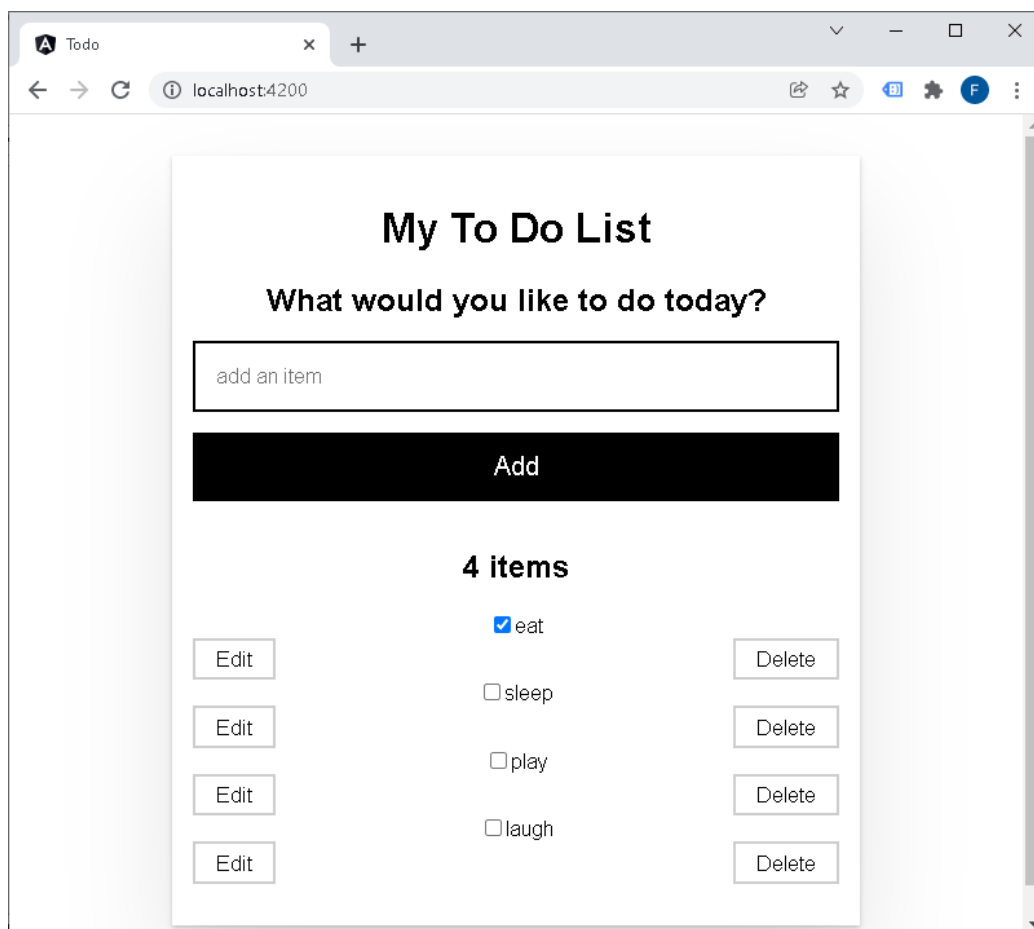 Todo
localhost:4200
F
My To Do List
What would you like to do today?
add an item
Add
4 items
eat
Edit Delete
sleep
Edit Delete
play
Edit Delete
laugh
Edit Delete